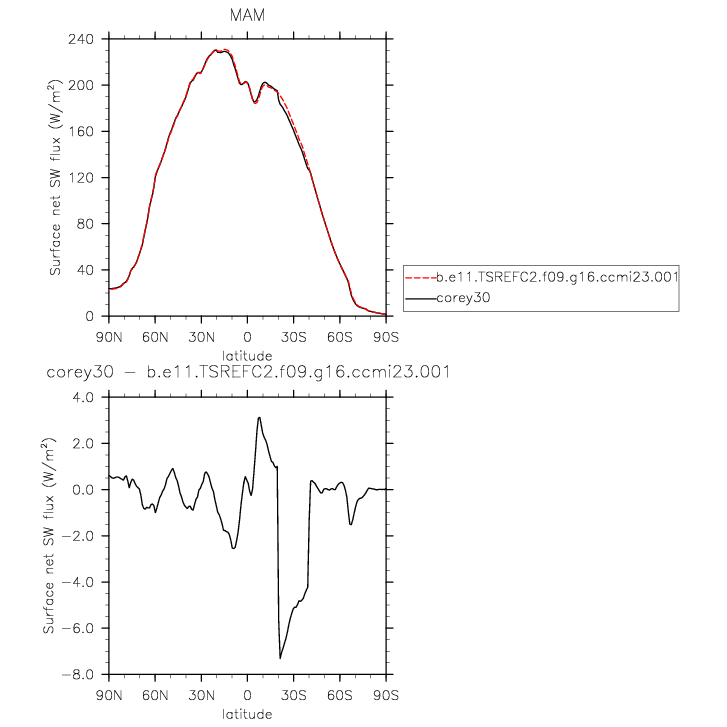 MAM
240
200
160
120
80
40
0
Surface net SW flux (W/m²)
90N 60N 30N 0 30S 60S 90S
latitude
b.e11.TSREFC2.f09.g16.ccmi23.001
corey30
corey30 − b.e11.TSREFC2.f09.g16.ccmi23.001
4.0
2.0
0.0
−2.0
−4.0
−6.0
−8.0
Surface net SW flux (W/m²)
90N 60N 30N 0 30S 60S 90S
latitude